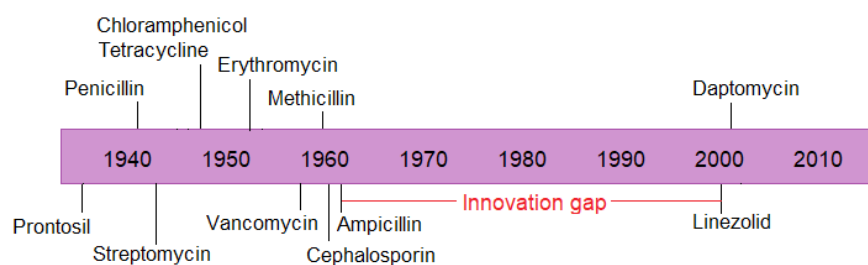 Chloramphenicol
Tetracycline
Erythromycin
Penicillin
Methicillin
Daptomycin
1940 1950 1960 1970 1980 1990 2000 2010
Innovation gap
Prontosil
Vancomycin
Ampicillin
Linezolid
Streptomycin
Cephalosporin